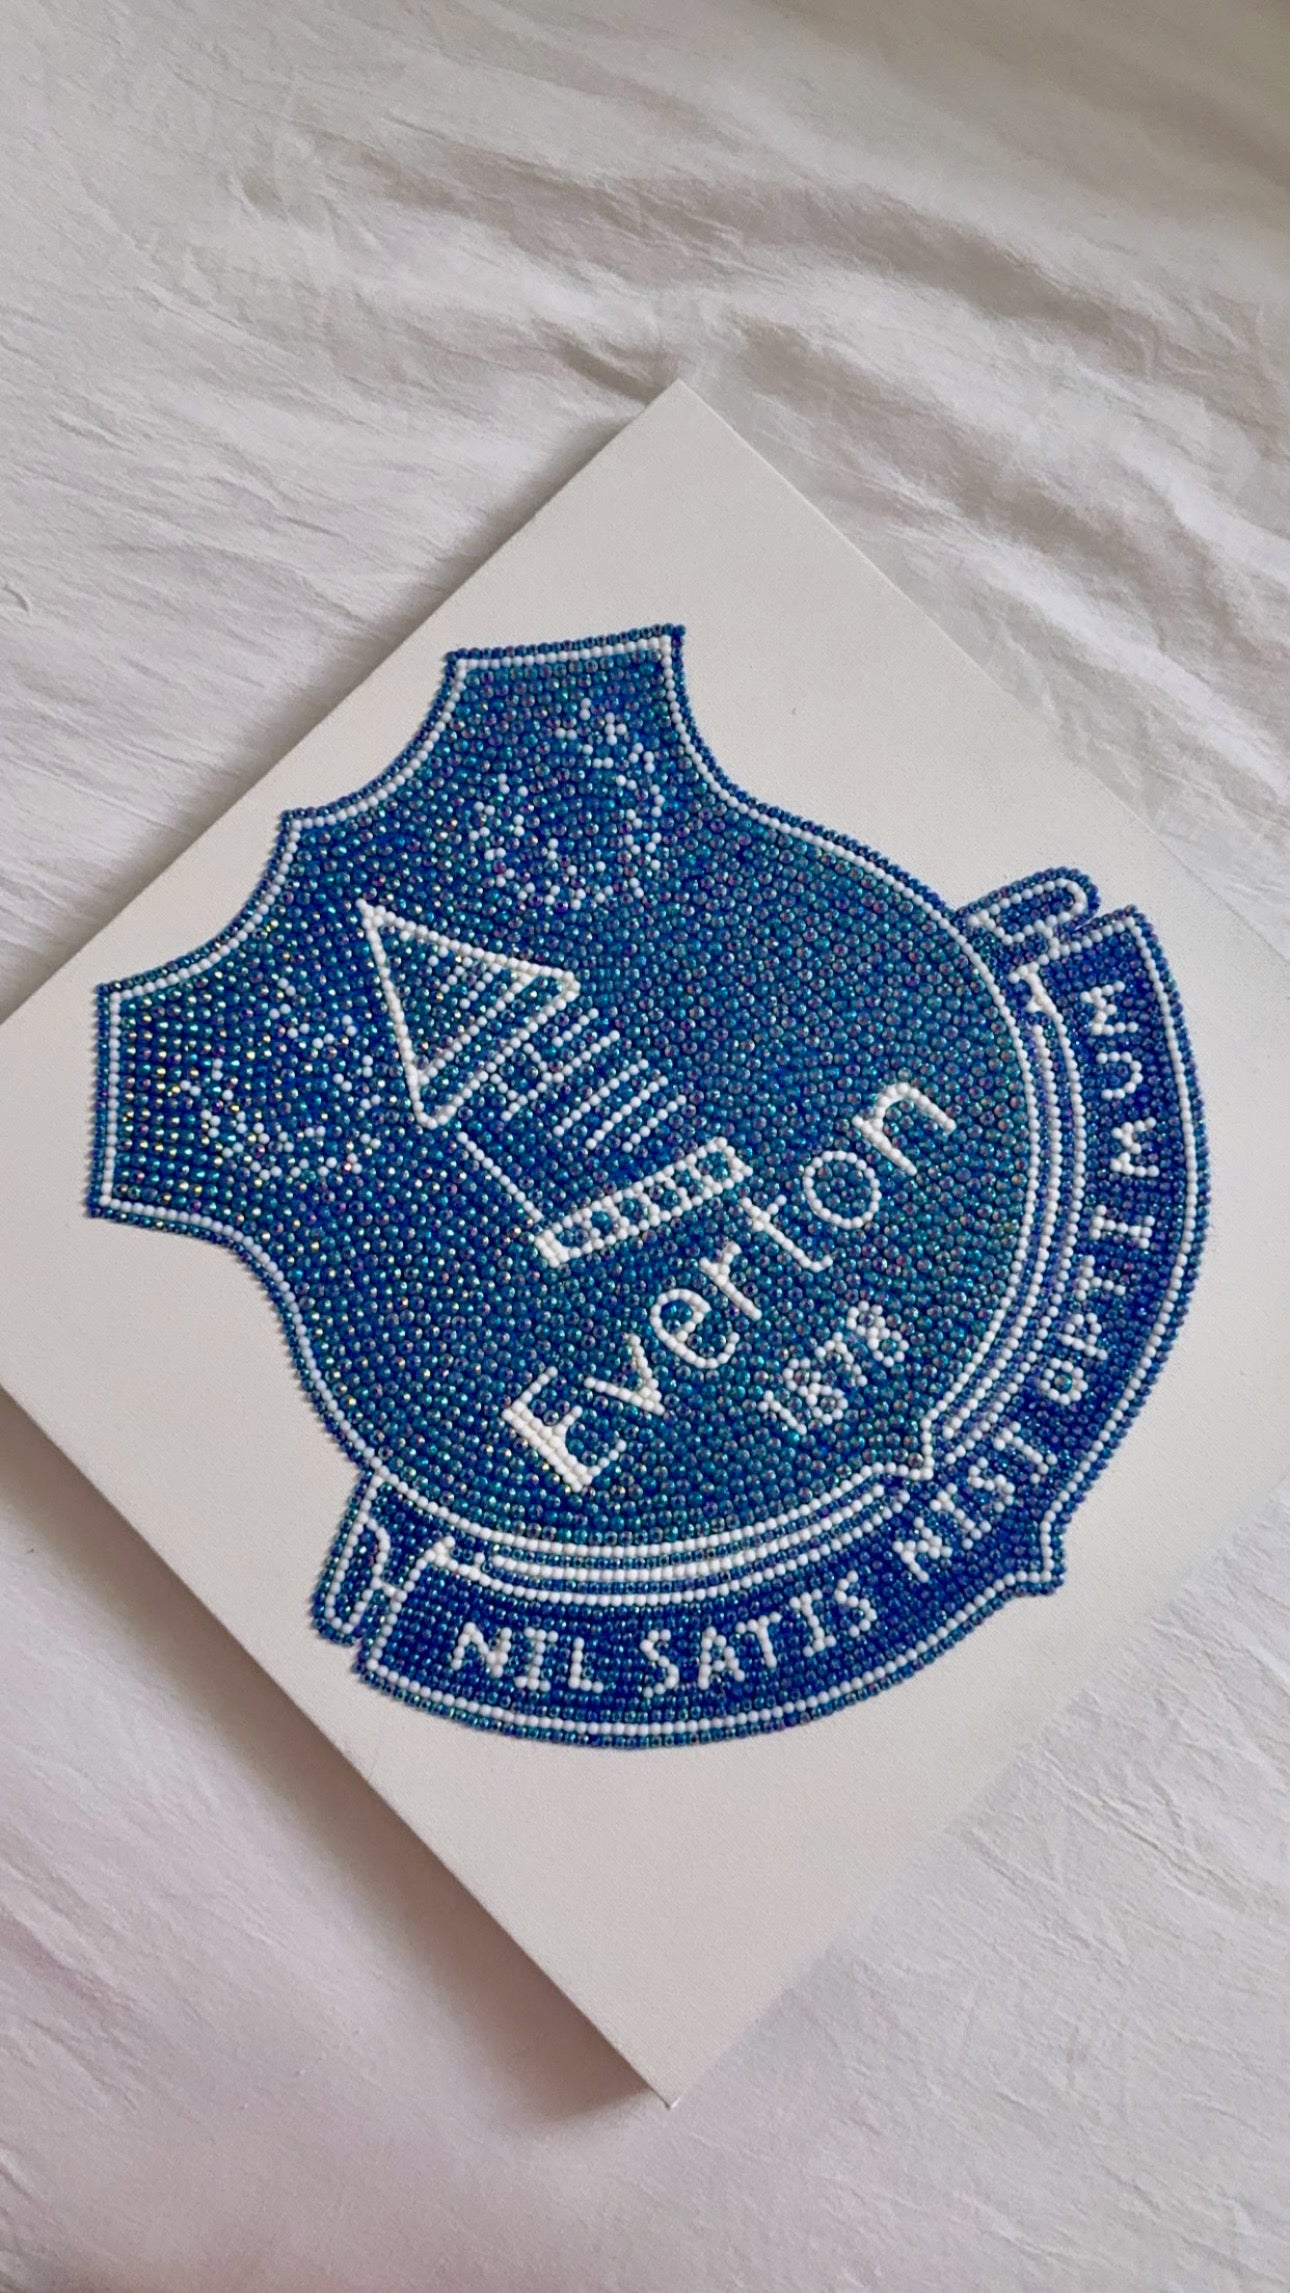 Everton
1878
NIL SATIS NISI OPTIMUM